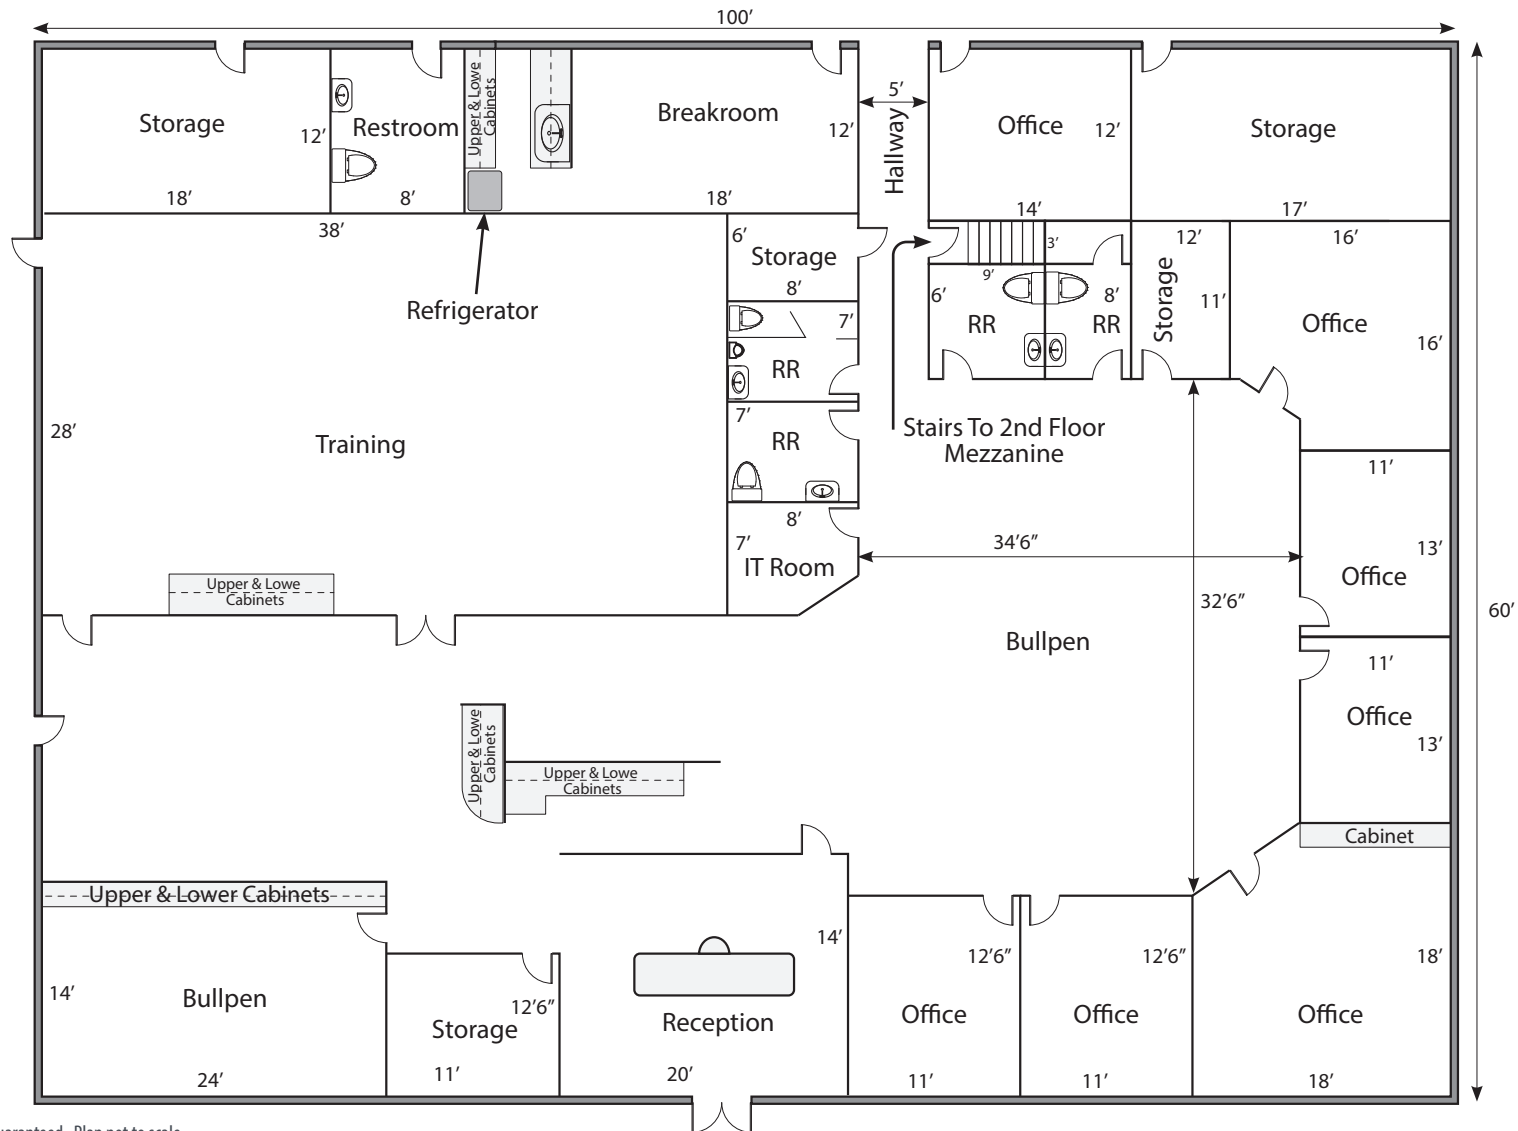 100′
5′
Upper & Lowe
Cabinets
Storage
12′
Restroom
Breakroom
12′
Hallway
Office
12′
Storage
18′
8′
18′
14′
17′
38′
6′
Storage
8′
3′
12′
16′
9′
Refrigerator
6′
RR
8′
RR
Storage
11′
Office
16′
7′
RR
28′
Training
7′
RR
Stairs To 2nd Floor
Mezzanine
11′
8′
7′
IT Room
34′6″
13′
Office
Upper & Lowe
Cabinets
32′6″
60′
Bullpen
11′
Office
13′
Upper & Lowe
Cabinets
Upper & Lowe
Cabinets
Cabinet
Upper & Lower Cabinets
14′
12′6″
12′6″
18′
14′
Bullpen
12′6″
Storage
Reception
Office
Office
Office
24′
11′
20′
11′
11′
18′
Plan not to scale